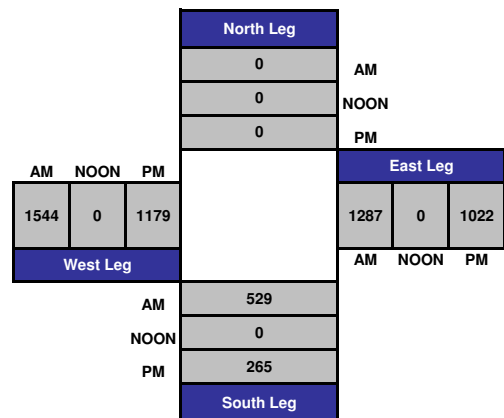 North Leg
0
AM
0
NOON
0
PM
AM NOON PM
East Leg
1544 0 1179
1287 0 1022
West Leg
AM NOON PM
AM
529
NOON
0
PM
265
South Leg